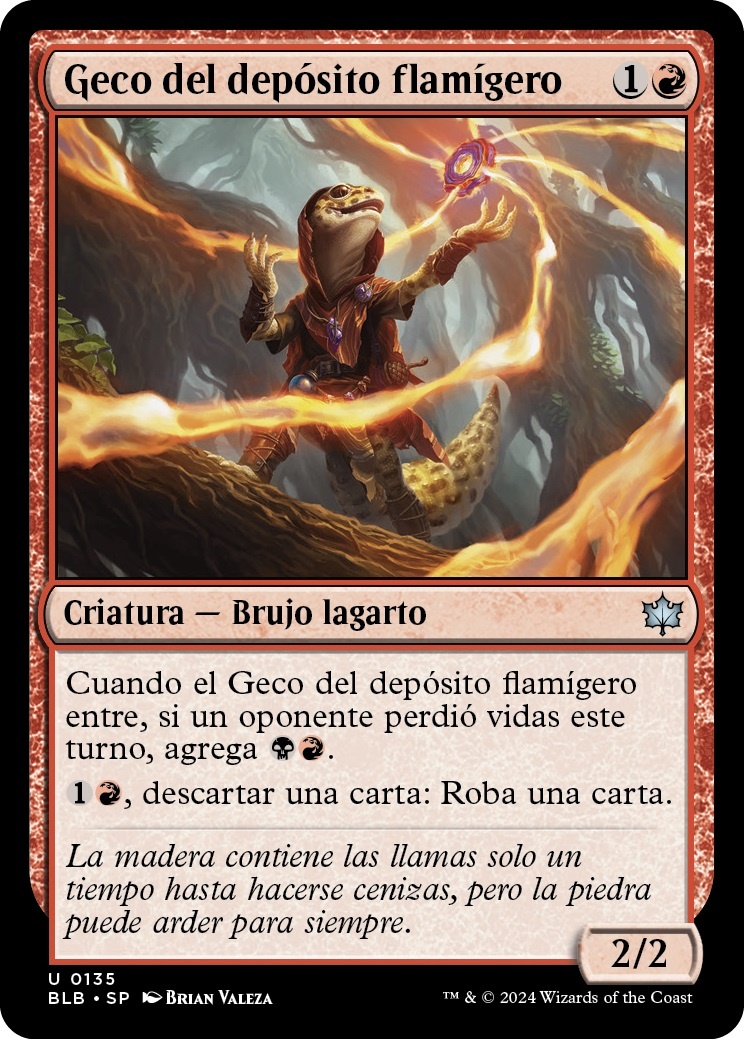 Geco del depósito flamígero 1
Criatura — Brujo lagarto
Cuando el Geco del depósito flamígero
entre, si un oponente perdió vidas este
turno, agrega .
1 , descartar una carta: Roba una carta.
La madera contiene las llamas solo un
tiempo hasta hacerse cenizas, pero la piedra
puede arder para siempre.
2/2
U 0135
BLB • SP Brian Valeza
™ & © 2024 Wizards of the Coast